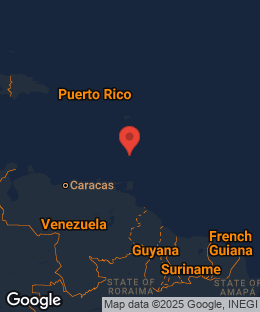 Puerto Rico
Caracas
Venezuela
Guyana
French
Guiana
Suriname
STATE OF
RORAIMA
STATE OF
AMAPÁ
Google
Map data ©2025 Google, INEGI